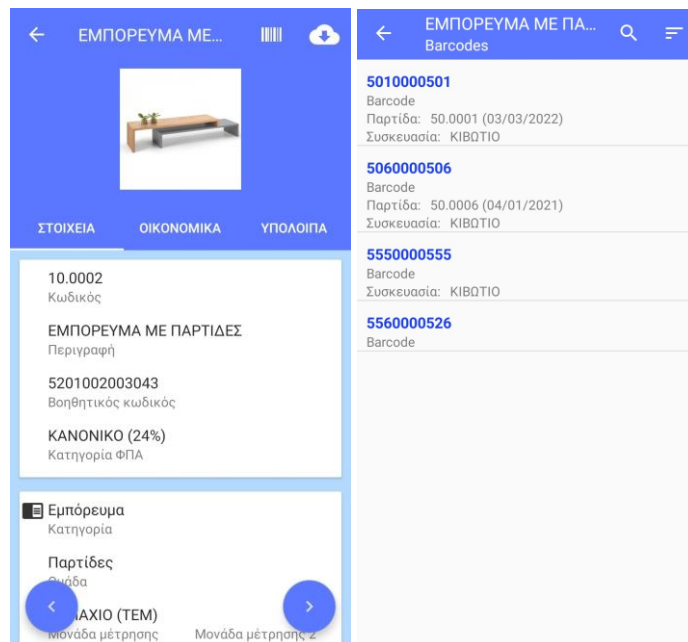 ΕΜΠΟΡΕΥΜΑ ΜΕ...
ΣΤΟΙΧΕΙΑ ΟΙΚΟΝΟΜΙΚΑ ΥΠΟΛΟΙΠΑ
10.0002
Κωδικός
ΕΜΠΟΡΕΥΜΑ ΜΕ ΠΑΡΤΙΔΕΣ
Περιγραφή
5201002003043
Βοηθητικός κωδικός
ΚΑΝΟΝΙΚΟ (24%)
Κατηγορία ΦΠΑ
Εμπόρευμα
Κατηγορία
Παρτίδες
(ΤΕΜ)
Μονάδα μέτρησης Μονάδα μέτρησης 2
ΕΜΠΟΡΕΥΜΑ ΜΕ ΠΑ...
Barcodes
5010000501
Barcode
Παρτίδα: 50.0001 (03/03/2022)
Συσκευασία: ΚΙΒΩΤΙΟ
5060000506
Barcode
Παρτίδα: 50.0006 (04/01/2021)
Συσκευασία: ΚΙΒΩΤΙΟ
5550000555
Barcode
Συσκευασία: ΚΙΒΩΤΙΟ
5560000526
Barcode